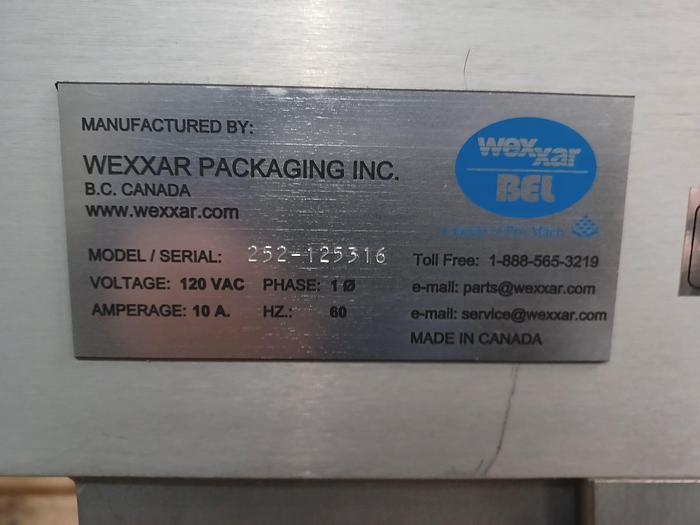 MANUFACTURED BY:
WEXXAR PACKAGING INC.
B.C. CANADA
www.wexxar.com
MODEL / SERIAL: 252-125316
VOLTAGE: 120 VAC PHASE: 1 Ø
AMPERAGE: 10 A. HZ.: 60
wexxar
BEL
Toll Free: 1-888-565-3219
e-mail: parts@wexxar.com
e-mail: service@wexxar.com
MADE IN CANADA